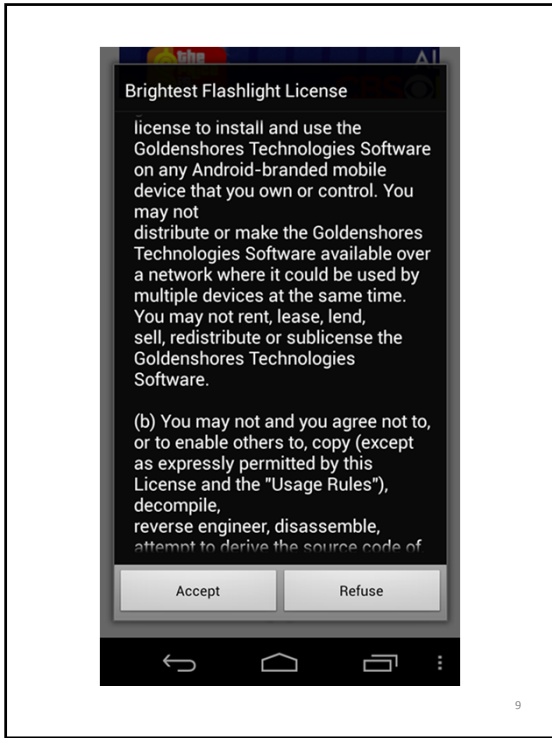 the
AL
Brightest Flashlight License
license to install and use the
Goldenshores Technologies Software
on any Android-branded mobile
device that you own or control. You
may not
distribute or make the Goldenshores
Technologies Software available over
a network where it could be used by
multiple devices at the same time.
You may not rent, lease, lend,
sell, redistribute or sublicense the
Goldenshores Technologies
Software.
(b) You may not and you agree not to,
or to enable others to, copy (except
as expressly permitted by this
License and the "Usage Rules"),
decompile,
reverse engineer, disassemble,
attempt to derive the source code of
Accept
Refuse
9